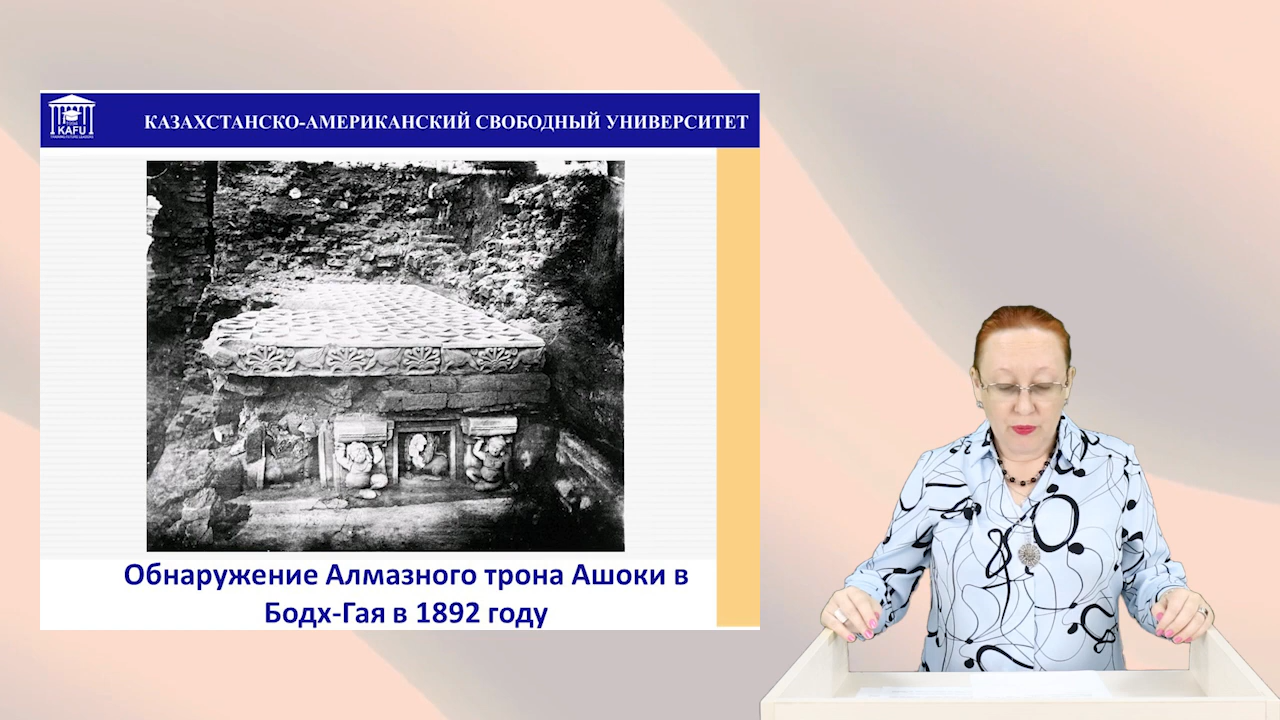 КАЗАХСТАНСКО-АМЕРИКАНСКИЙ СВОБОДНЫЙ УНИВЕРСИТЕТ
KAFU
Обнаружение Алмазного трона Ашоки в
Бодх-Гая в 1892 году